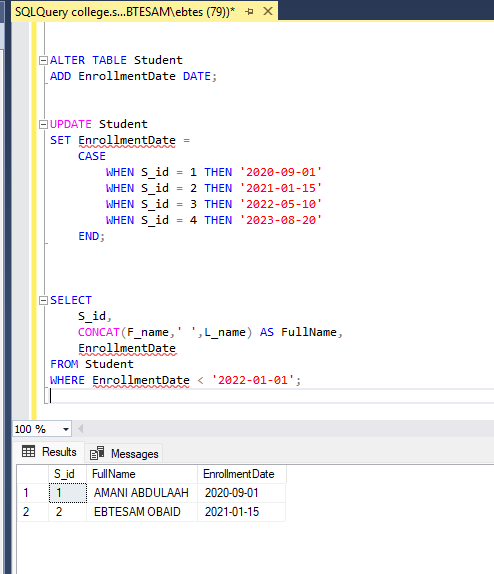 SQLQuery college.s...BTESAM\ebtes (79))*
ALTER TABLE Student
ADD EnrollmentDate DATE;
UPDATE Student
SET EnrollmentDate =
CASE
WHEN S_id = 1 THEN '2020-09-01'
WHEN S_id = 2 THEN '2021-01-15'
WHEN S_id = 3 THEN '2022-05-10'
WHEN S_id = 4 THEN '2023-08-20'
END;
SELECT
S_id,
CONCAT(F_name,' ',L_name) AS FullName,
EnrollmentDate
FROM Student
WHERE EnrollmentDate < '2022-01-01';
100 %
Results Messages
S_id FullName EnrollmentDate
1 1 AMANI ABDULAAH 2020-09-01
2 2 EBTESAM OBAID 2021-01-15